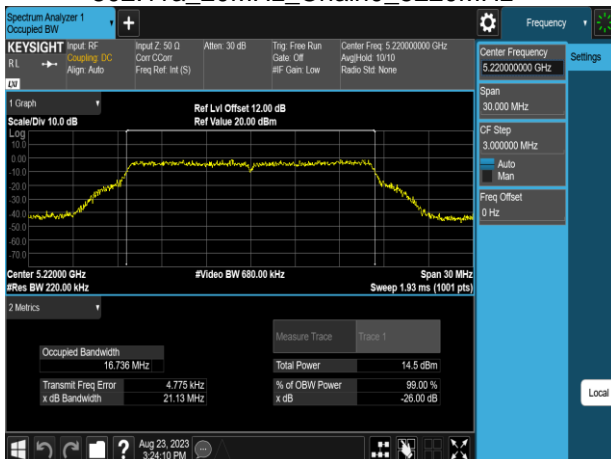 Spectrum Analyzer 1
Occupied BW
+
Frequency
KEYSIGHT
RL
Input: RF
Coupling: DC
Align: Auto
Input Z: 50 Ω
Corr CCorr
Freq Ref: Int (S)
Atten: 30 dB
Trig: Free Run
Gate: Off
#IF Gain: Low
Center Freq: 5.220000000 GHz
Avg|Hold: 10/10
Radio Std: None
LXI
Center Frequency
5.220000000 GHz
Settings
Span
30.000 MHz
CF Step
3.000000 MHz
Auto
Man
Freq Offset
0 Hz
1 Graph
Scale/Div 10.0 dB
Ref Lvl Offset 12.00 dB
Ref Value 20.00 dBm
Log
10.0
0.00
-10.0
-20.0
-30.0
-40.0
-50.0
-60.0
-70.0
Center 5.22000 GHz
#Res BW 220.00 kHz
#Video BW 680.00 kHz
Span 30 MHz
Sweep 1.93 ms (1001 pts)
2 Metrics
Measure Trace
Trace 1
Occupied Bandwidth
16.736 MHz
Total Power
14.5 dBm
Transmit Freq Error
4.775 kHz
% of OBW Power
99.00 %
x dB Bandwidth
21.13 MHz
x dB
-26.00 dB
Local
?
Aug 23, 2023
3:24:10 PM